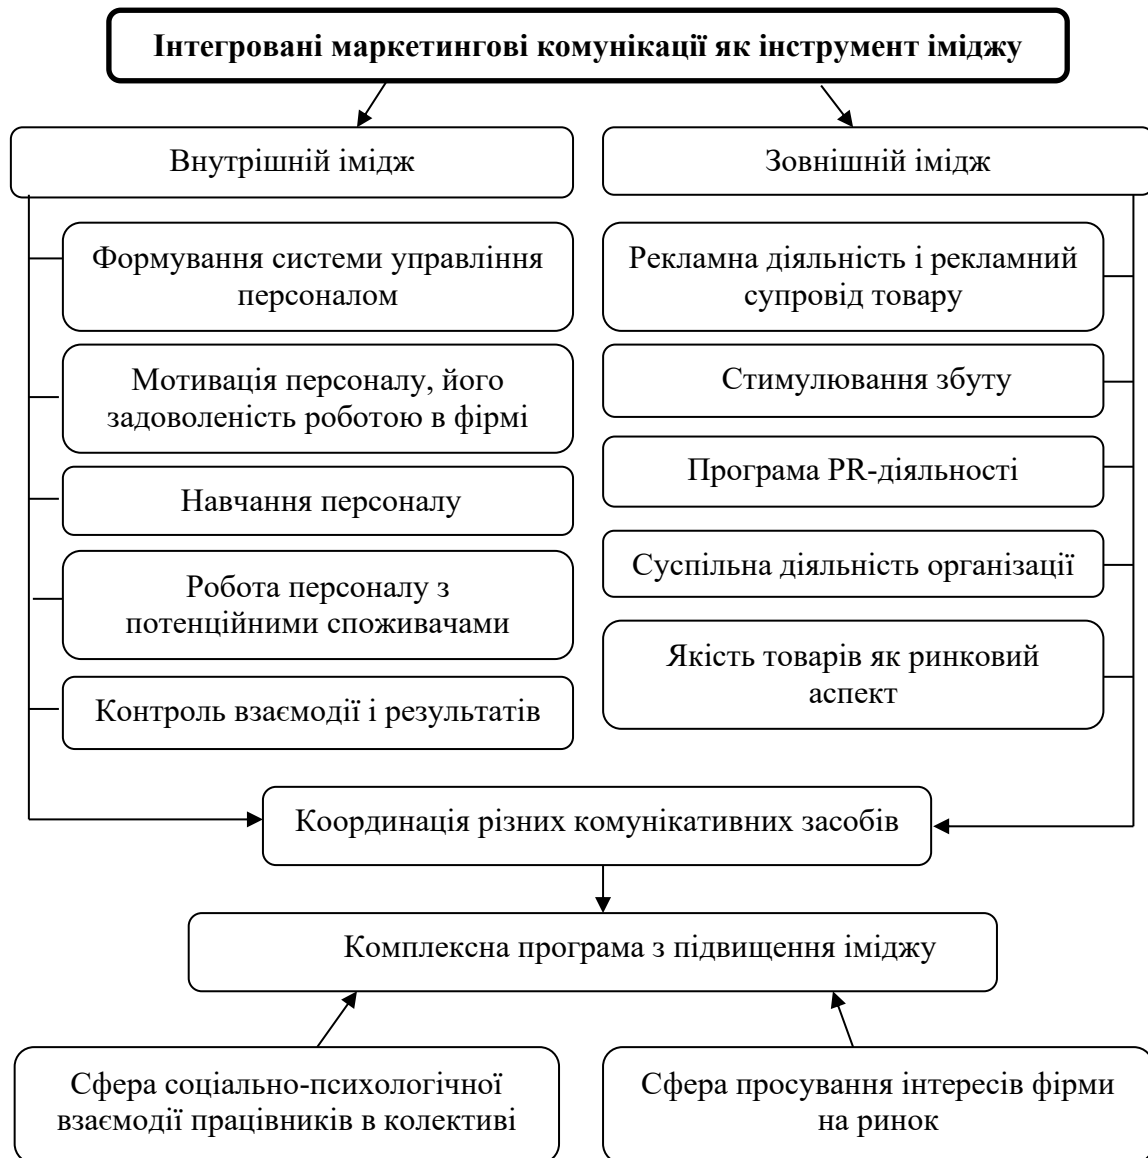 Інтегровані маркетингові комунікації як інструмент іміджу
Внутрішній імідж
Формування системи управління
персоналом
Мотивація персоналу, його
задоволеність роботою в фірмі
Навчання персоналу
Робота персоналу з
потенційними споживачами
Контроль взаємодії і результатів
Зовнішній імідж
Рекламна діяльність і рекламний
супровід товару
Стимулювання збуту
Програма PR-діяльності
Суспільна діяльність організації
Якість товарів як ринковий
аспект
Координація різних комунікативних засобів
Комплексна програма з підвищення іміджу
Сфера соціально-психологічної
взаємодії працівників в колективі
Сфера просування інтересів фірми
на ринок